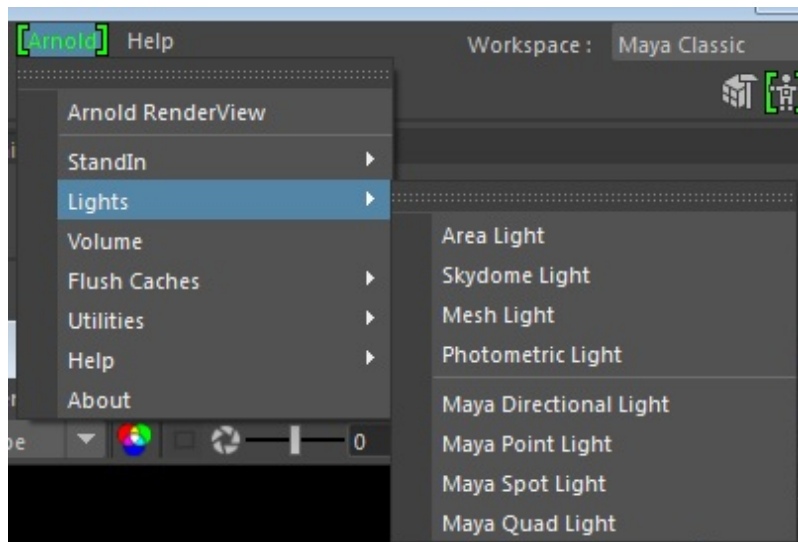 [Arnold] Help Workspace : Maya Classic
Arnold RenderView
StandIn
Lights
Volume
Flush Caches
Utilities
Help
About
Area Light
Skydome Light
Mesh Light
Photometric Light
Maya Directional Light
Maya Point Light
Maya Spot Light
Maya Quad Light
0